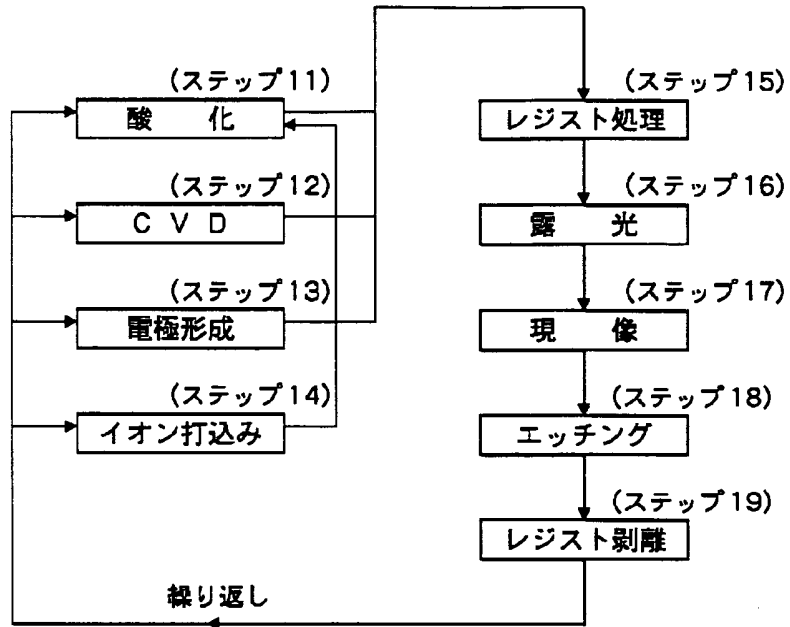 (ステップ11)
酸 化
(ステップ12)
C V D
(ステップ13)
電極形成
(ステップ14)
イオン打込み
(ステップ15)
レジスト処理
(ステップ16)
露 光
(ステップ17)
現 像
(ステップ18)
エッチング
(ステップ19)
レジスト剥離
繰り返し